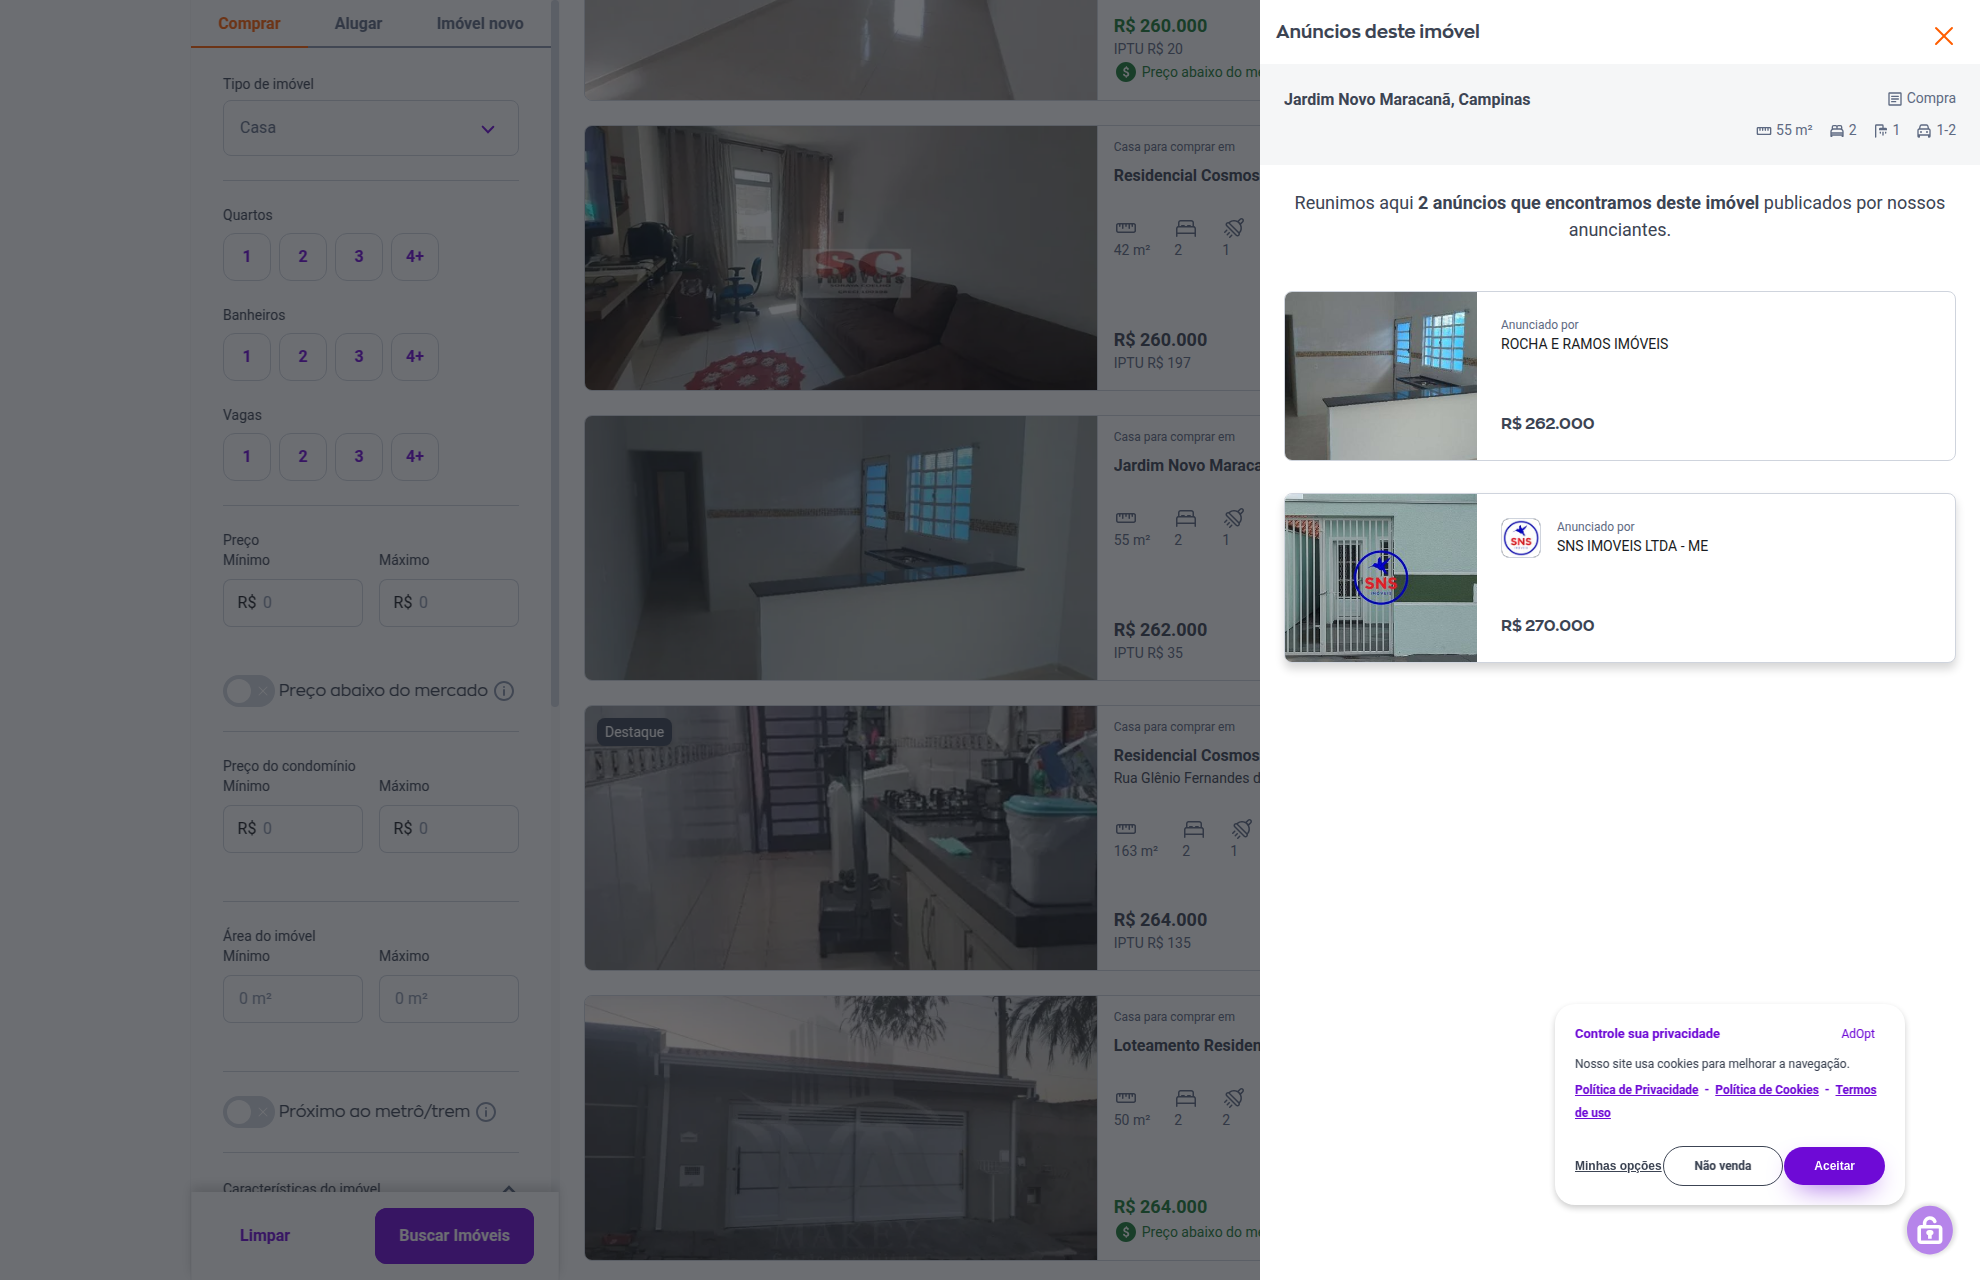 Comprar
Alugar
Imóvel novo
Tipo de imóvel
Casa
Quartos
1
2
3
4+
Banheiros
1
2
3
4+
Vagas
1
2
3
4+
Preço
Mínimo
Máximo
R$ 0
R$ 0
Preço abaixo do mercado
Preço do condomínio
Mínimo
Máximo
R$ 0
R$ 0
Área do imóvel
Mínimo
Máximo
0 m²
0 m²
Próximo ao metrô/trem
Características do imóvel
Limpar
Buscar Imóveis
R$ 260.000
IPTU R$ 20
Preço abaixo do me
SC
imóveis
Casa para comprar em
Residencial Cosmos
42 m²
2
1
R$ 260.000
IPTU R$ 197
Casa para comprar em
Jardim Novo Maraca
55 m²
2
1
R$ 262.000
IPTU R$ 35
Destaque
Casa para comprar em
Residencial Cosmos
Rua Glênio Fernandes d
163 m²
2
1
R$ 264.000
IPTU R$ 135
Casa para comprar em
Loteamento Residen
50 m²
2
2
R$ 264.000
Preço abaixo do me
Anúncios deste imóvel
Jardim Novo Maracanã, Campinas
Compra
55 m²
2
1
1-2
Reunimos aqui 2 anúncios que encontramos deste imóvel publicados por nossos
anunciantes.
Anunciado por
ROCHA E RAMOS IMÓVEIS
R$ 262.000
SNS
IMÓVEIS
SNS
Anunciado por
SNS IMOVEIS LTDA - ME
R$ 270.000
Controle sua privacidade
AdOpt
Nosso site usa cookies para melhorar a navegação.
Política de Privacidade - Política de Cookies - Termos
de uso
Minhas opções
Não venda
Aceitar